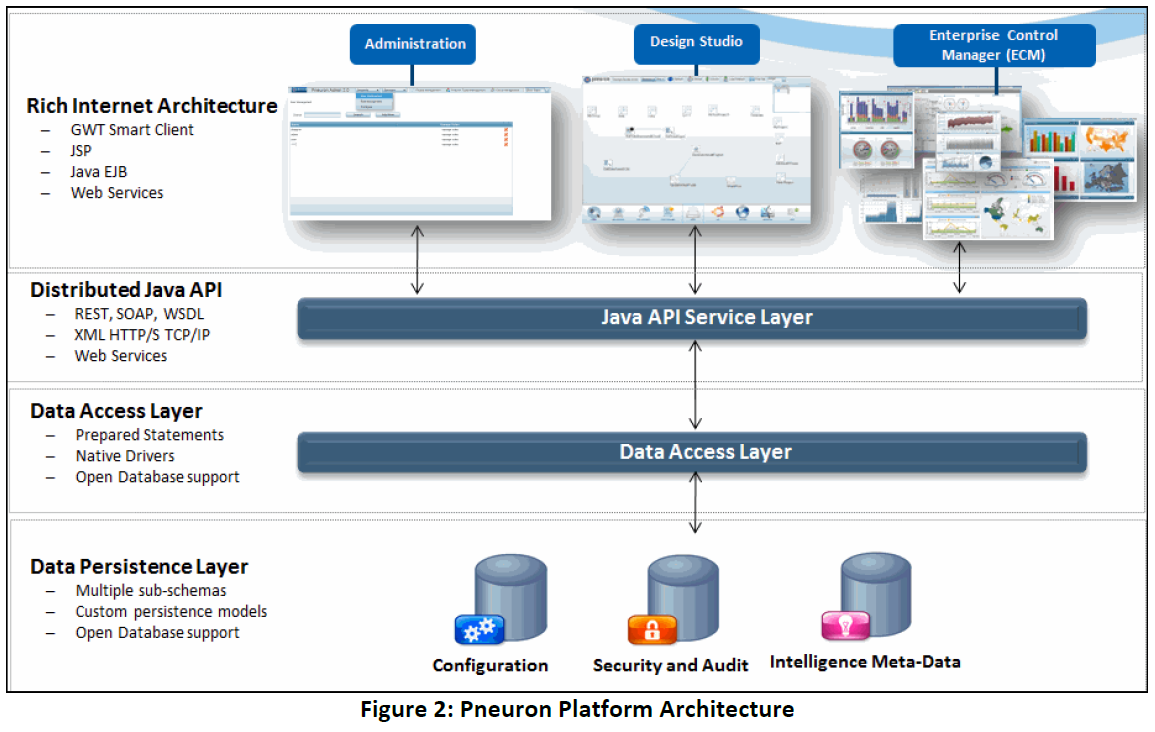 Administration
Design Studio
Enterprise Control
Manager (ECM)
Rich Internet Architecture
– GWT Smart Client
– JSP
– Java EJB
– Web Services
Distributed Java API
– REST, SOAP, WSDL
– XML HTTP/S TCP/IP
– Web Services
Java API Service Layer
Data Access Layer
– Prepared Statements
– Native Drivers
– Open Database support
Data Access Layer
Data Persistence Layer
– Multiple sub-schemas
– Custom persistence models
– Open Database support
Configuration
Security and Audit
Intelligence Meta-Data
Figure 2: Pneuron Platform Architecture